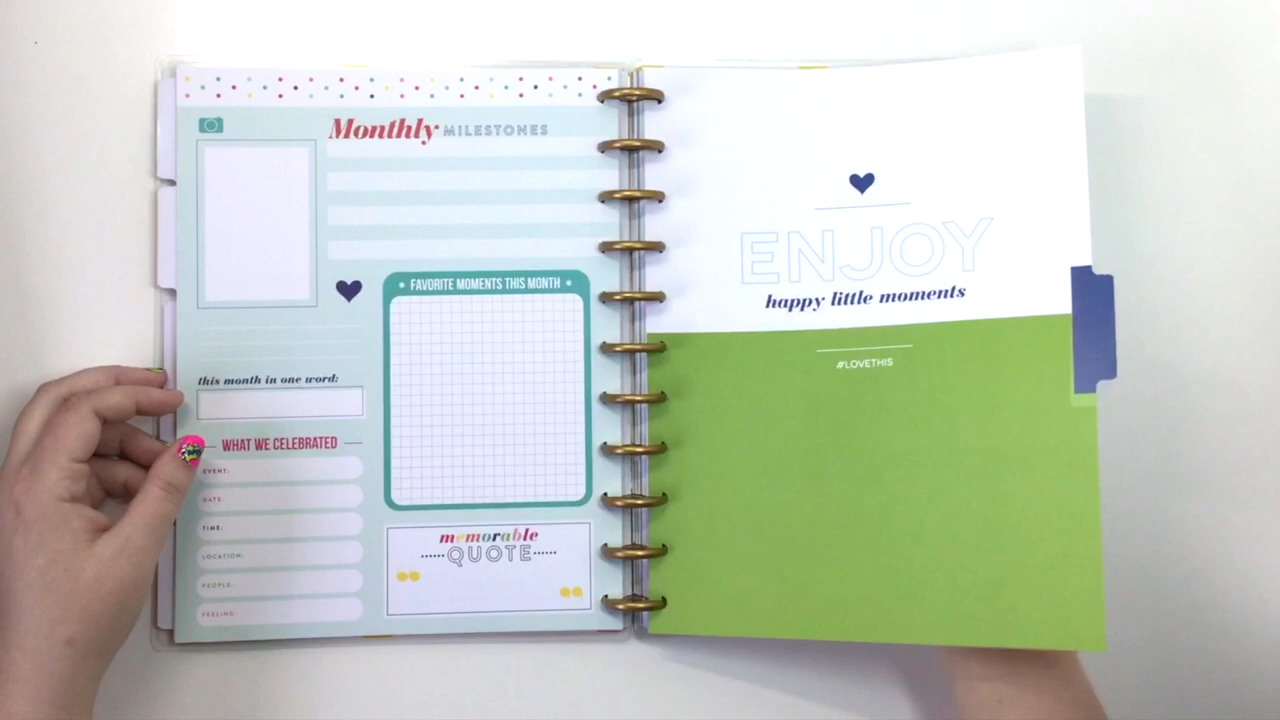 Monthly MILESTONES
FAVORITE MOMENTS THIS MONTH
this month in one word:
WHAT WE CELEBRATED
EVENT:
DATE:
TIME:
LOCATION:
PEOPLE:
FEELING:
memorable
QUOTE
ENJOY
happy little moments
#LOVETHIS